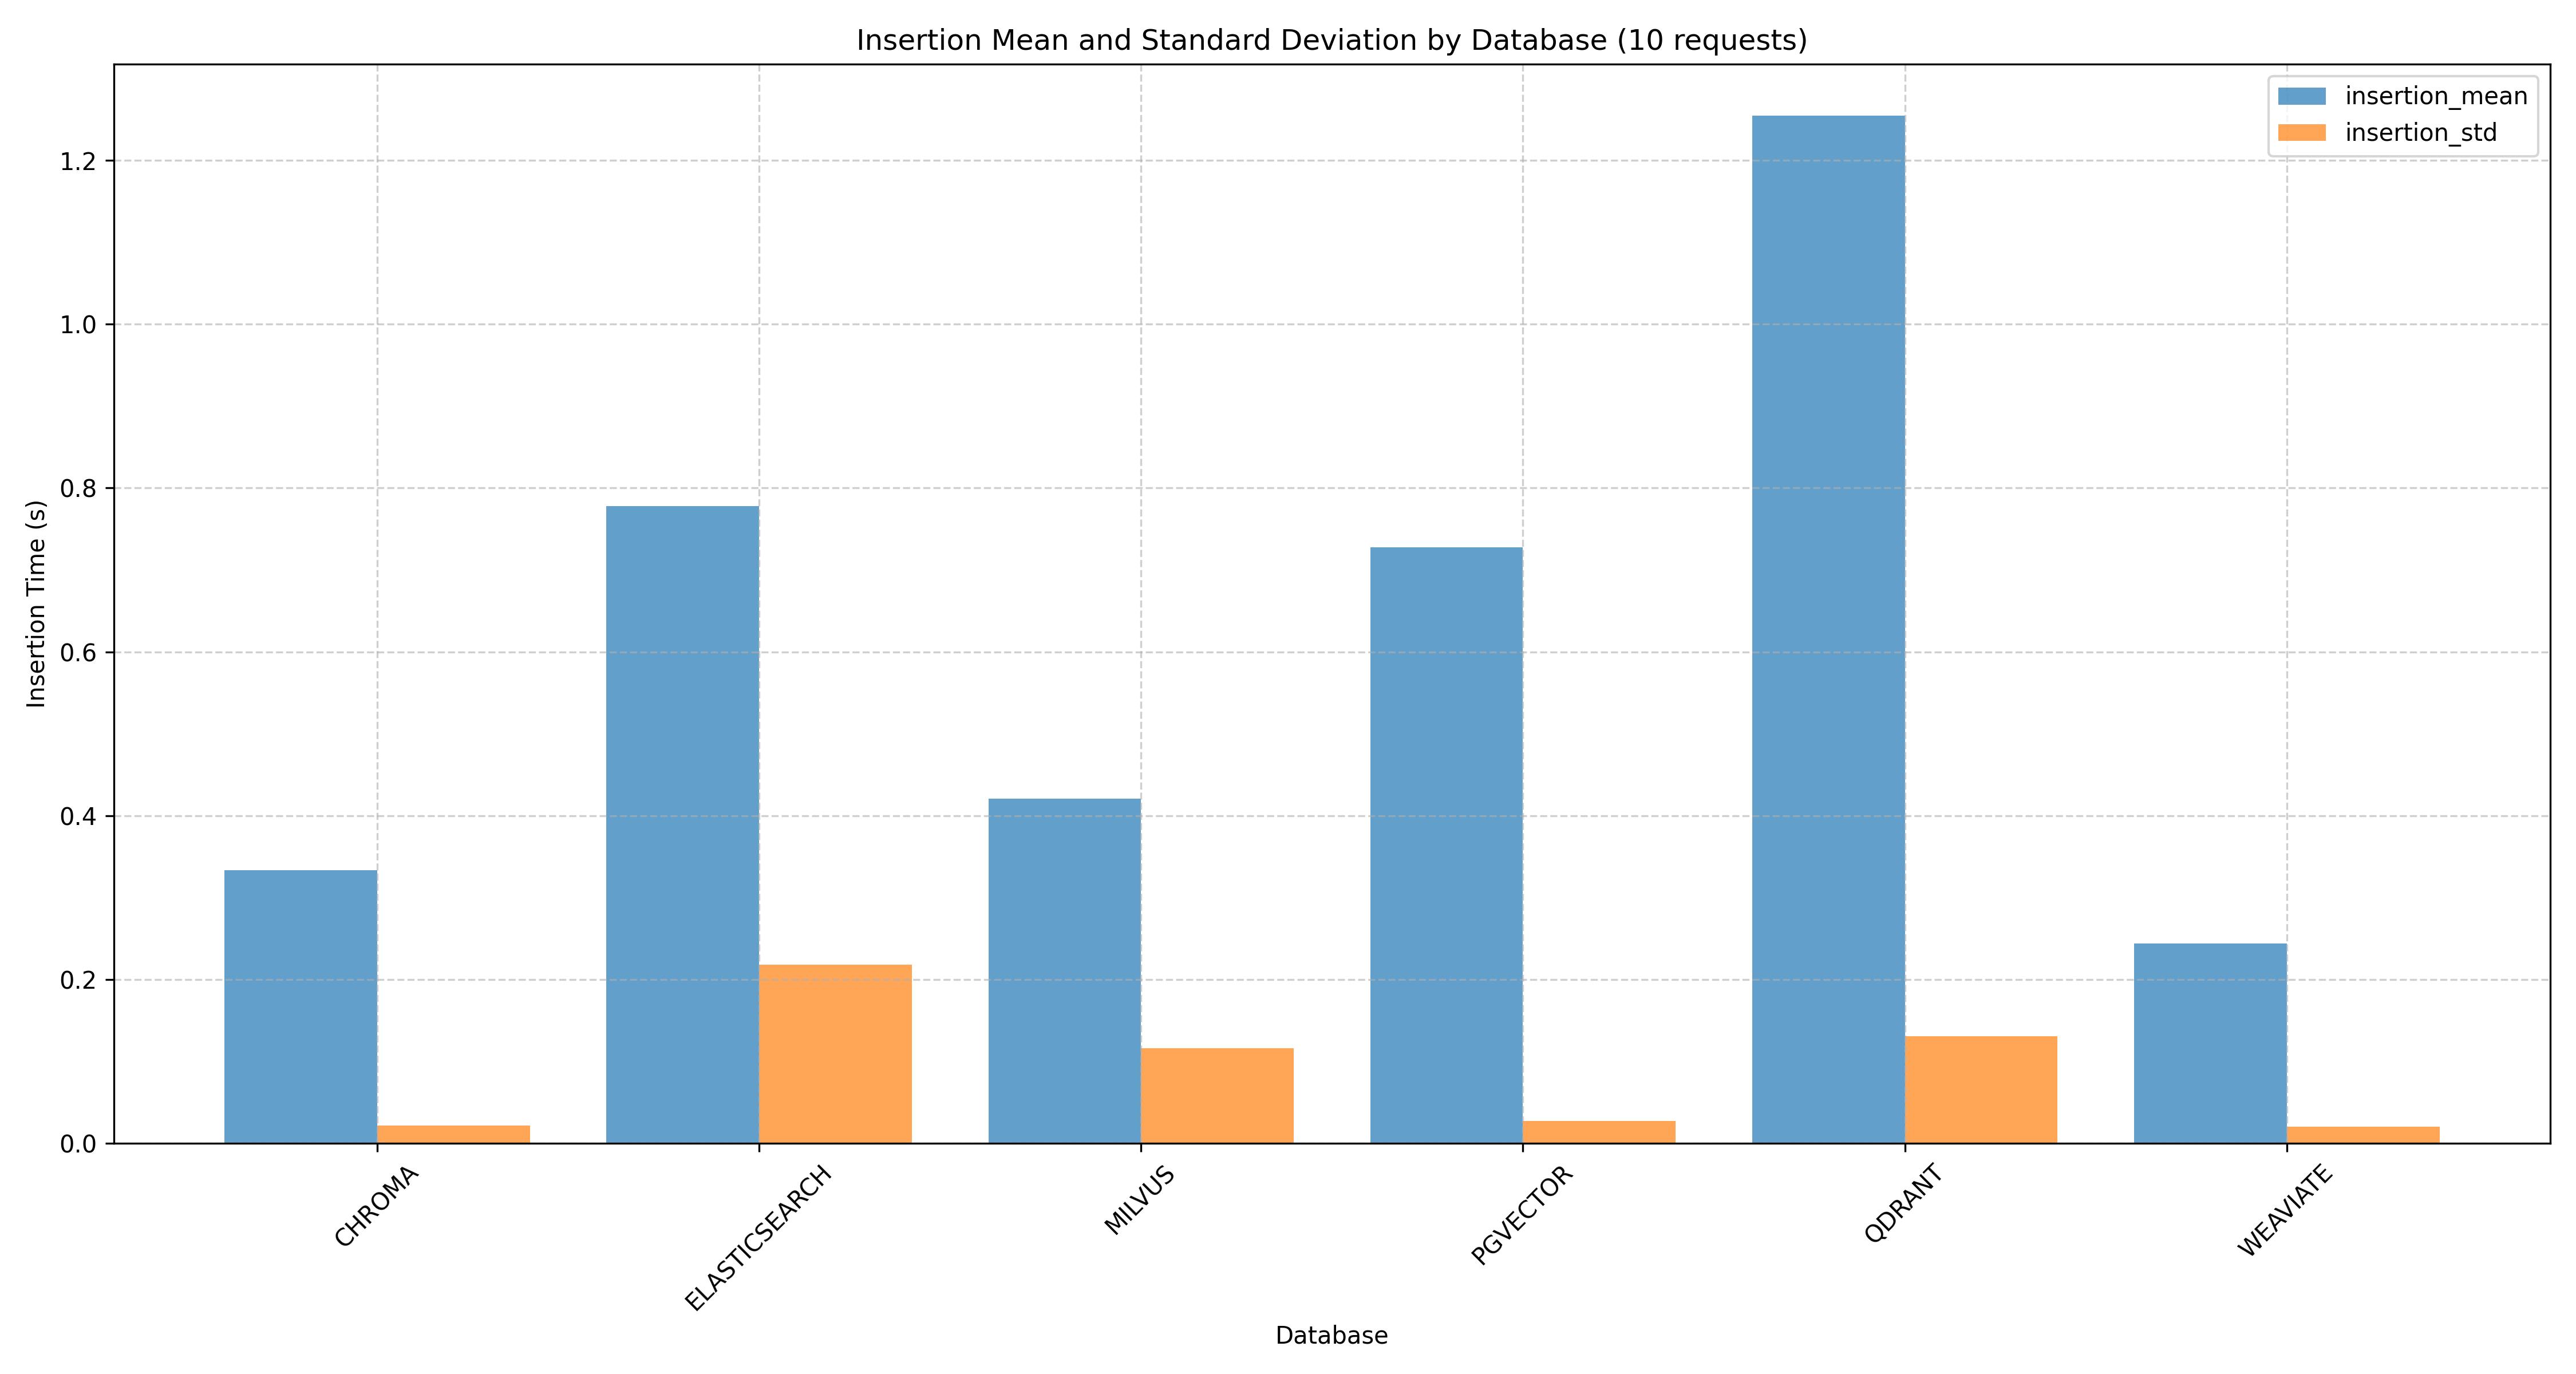 Insertion Mean and Standard Deviation by Database (10 requests)
insertion_mean
insertion_std
Insertion Time (s)
1.2
1.0
0.8
0.6
0.4
0.2
0.0
CHROMA
ELASTICSEARCH
MILVUS
PGVECTOR
QDRANT
WEAVIATE
Database